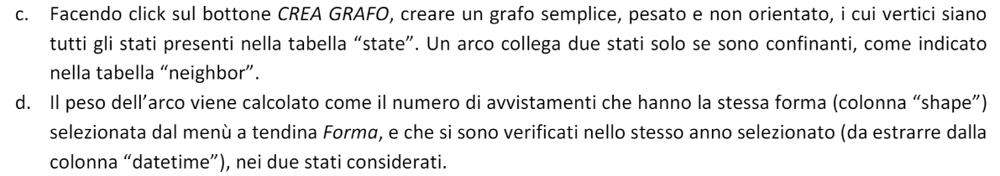 c. Facendo click sul bottone CREA GRAFO, creare un grafo semplice, pesato e non orientato, i cui vertici siano
tutti gli stati presenti nella tabella “state”. Un arco collega due stati solo se sono confinanti, come indicato
nella tabella “neighbor”.
d. Il peso dell’arco viene calcolato come il numero di avvistamenti che hanno la stessa forma (colonna “shape”)
selezionata dal menù a tendina Forma, e che si sono verificati nello stesso anno selezionato (da estrarre dalla
colonna “datetime”), nei due stati considerati.